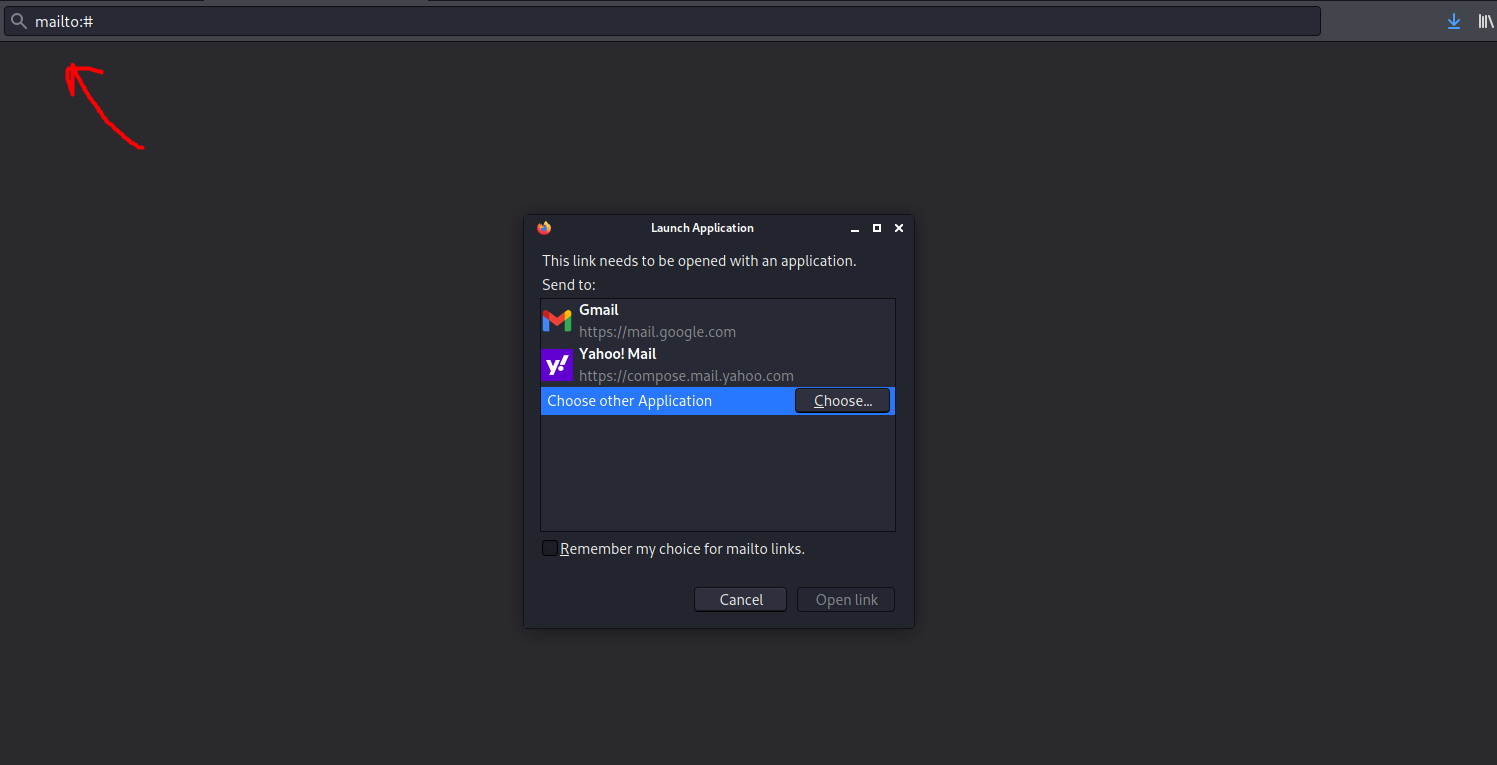 mailto:#
Launch Application
This link needs to be opened with an application.
Send to:
Gmail
https://mail.google.com
y!
Yahoo! Mail
https://compose.mail.yahoo.com
Choose other Application Choose...
Remember my choice for mailto links.
Cancel Open link